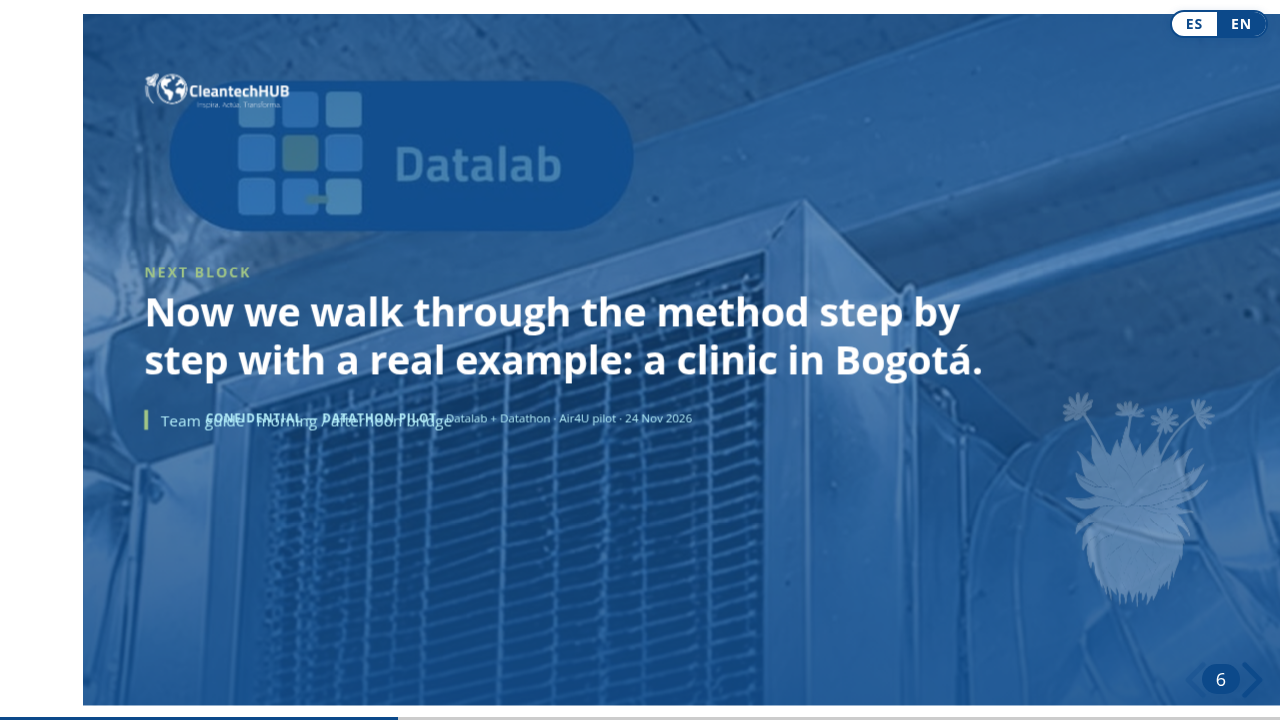 ES EN
CleantechHUB
Inspira. Actúa. Transforma.
Datalab
NEXT BLOCK
Now we walk through the method step by
step with a real example: a clinic in Bogotá.
Team guide · morning / afternoon bridge
CONFIDENTIAL — DATATHON PILOT · Datalab + Datathon · Air4U pilot · 24 Nov 2026
6